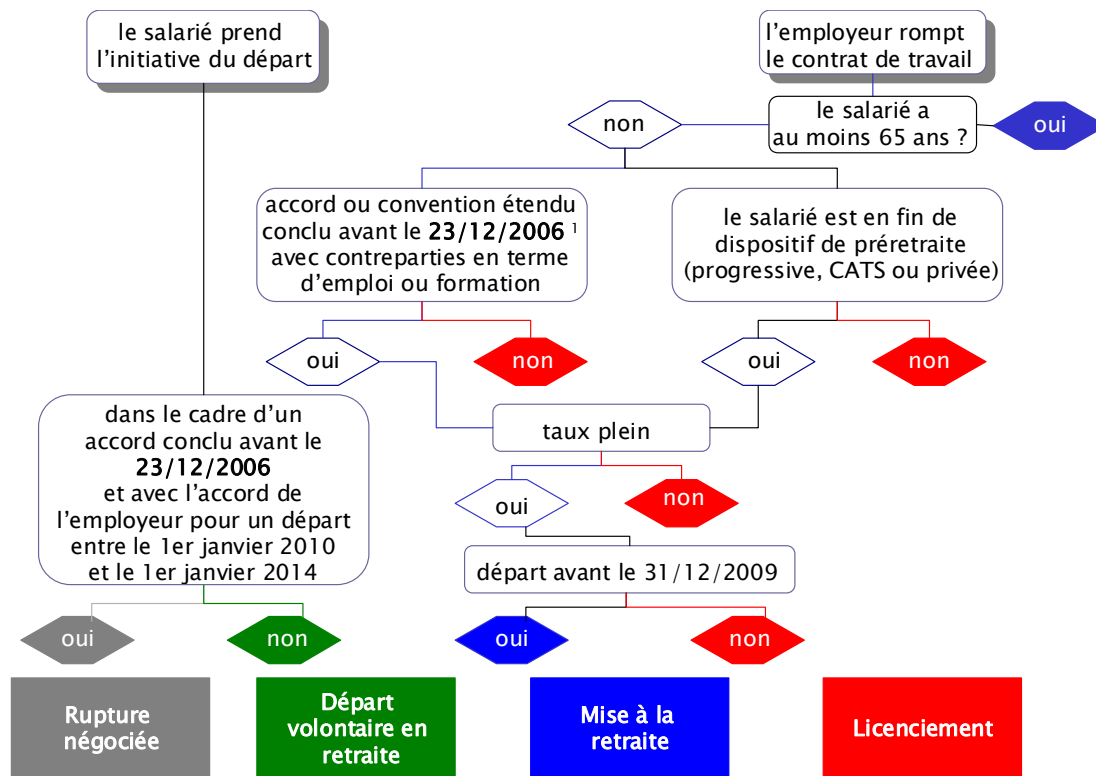 le salarié prend
l'initiative du départ
l'employeur rompt
le contrat de travail
le salarié a
au moins 65 ans ?
non
oui
accord ou convention étendu
conclu avant le 23/12/2006 ¹
avec contreparties en terme
d'emploi ou formation
le salarié est en fin de
dispositif de préretraite
(progressive, CATS ou privée)
oui
non
oui
non
dans le cadre d'un
accord conclu avant le
23/12/2006
et avec l'accord de
l'employeur pour un départ
entre le 1er janvier 2010
et le 1er janvier 2014
taux plein
oui
non
départ avant le 31/12/2009
oui
non
oui
non
Rupture
négociée
Départ
volontaire en
retraite
Mise à la
retraite
Licenciement